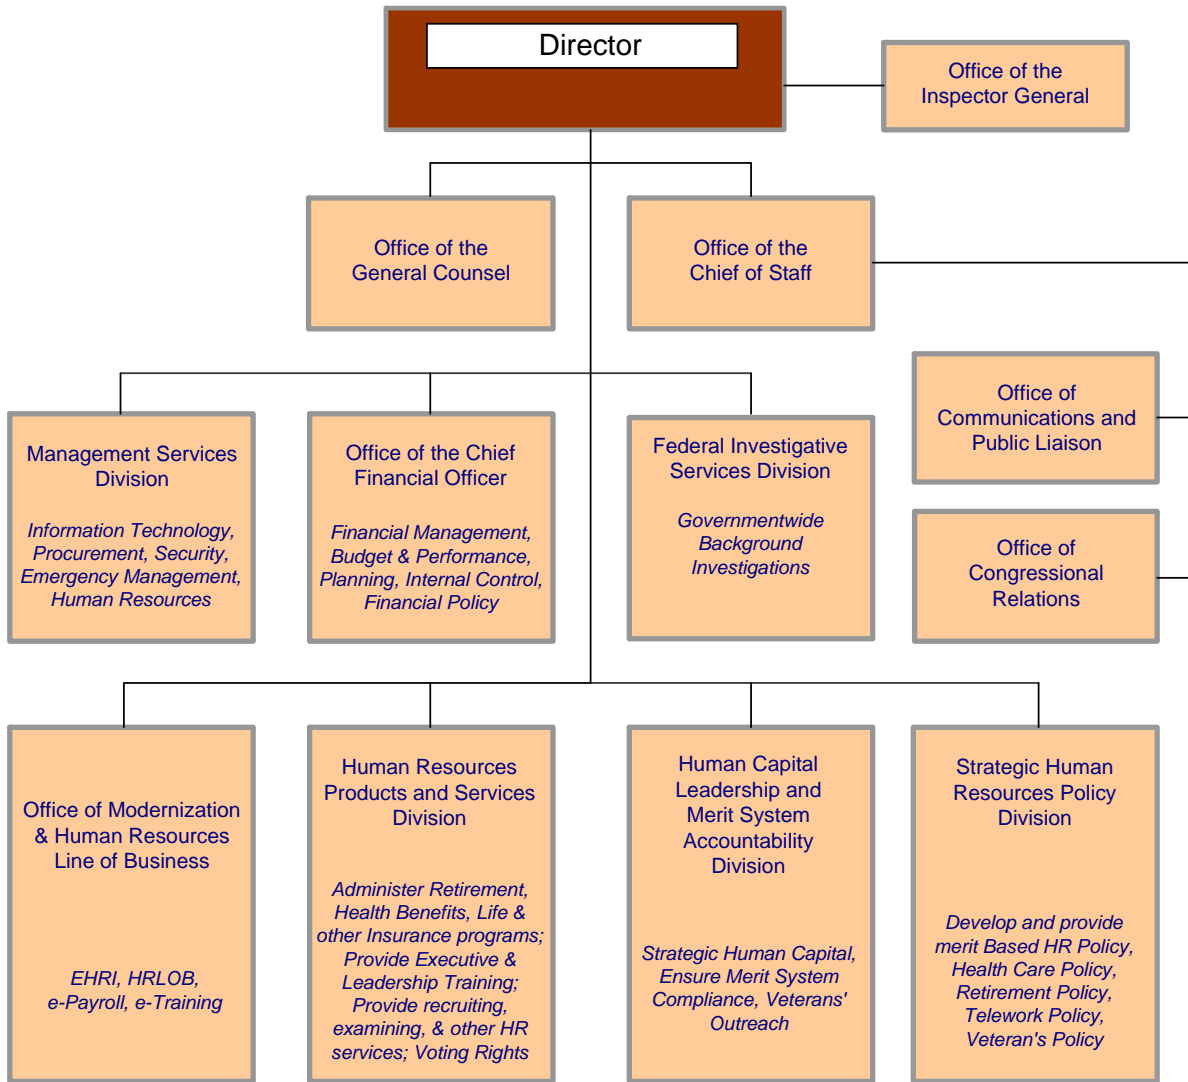 Director
Office of the
Inspector General
Office of the
General Counsel
Office of the
Chief of Staff
Office of
Communications and
Public Liaison
Management Services
Division
Information Technology,
Procurement, Security,
Emergency Management,
Human Resources
Office of the Chief
Financial Officer
Financial Management,
Budget & Performance,
Planning, Internal Control,
Financial Policy
Federal Investigative
Services Division
Governmentwide
Background
Investigations
Office of
Congressional
Relations
Office of Modernization
& Human Resources
Line of Business
EHRI, HRLOB,
e-Payroll, e-Training
Human Resources
Products and Services
Division
Administer Retirement,
Health Benefits, Life &
other Insurance programs;
Provide Executive &
Leadership Training;
Provide recruiting,
examining, & other HR
services; Voting Rights
Human Capital
Leadership and
Merit System
Accountability
Division
Strategic Human Capital,
Ensure Merit System
Compliance, Veterans'
Outreach
Strategic Human
Resources Policy
Division
Develop and provide
merit Based HR Policy,
Health Care Policy,
Retirement Policy,
Telework Policy,
Veteran's Policy